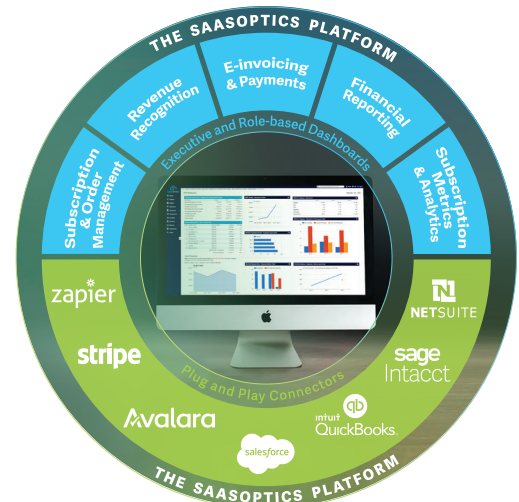 THE SAASOPTICS PLATFORM
Subscription
& Order
Management
Revenue
Recognition
E-invoicing
& Payments
Financial
Reporting
Subscription
Metrics
& Analytics
Executive and Role-based Dashboards
zapier
stripe
Avalara
salesforce
intuit qb
QuickBooks.
sage
Intacct
N
NETSUITE
Plug and Play Connectors
THE SAASOPTICS PLATFORM